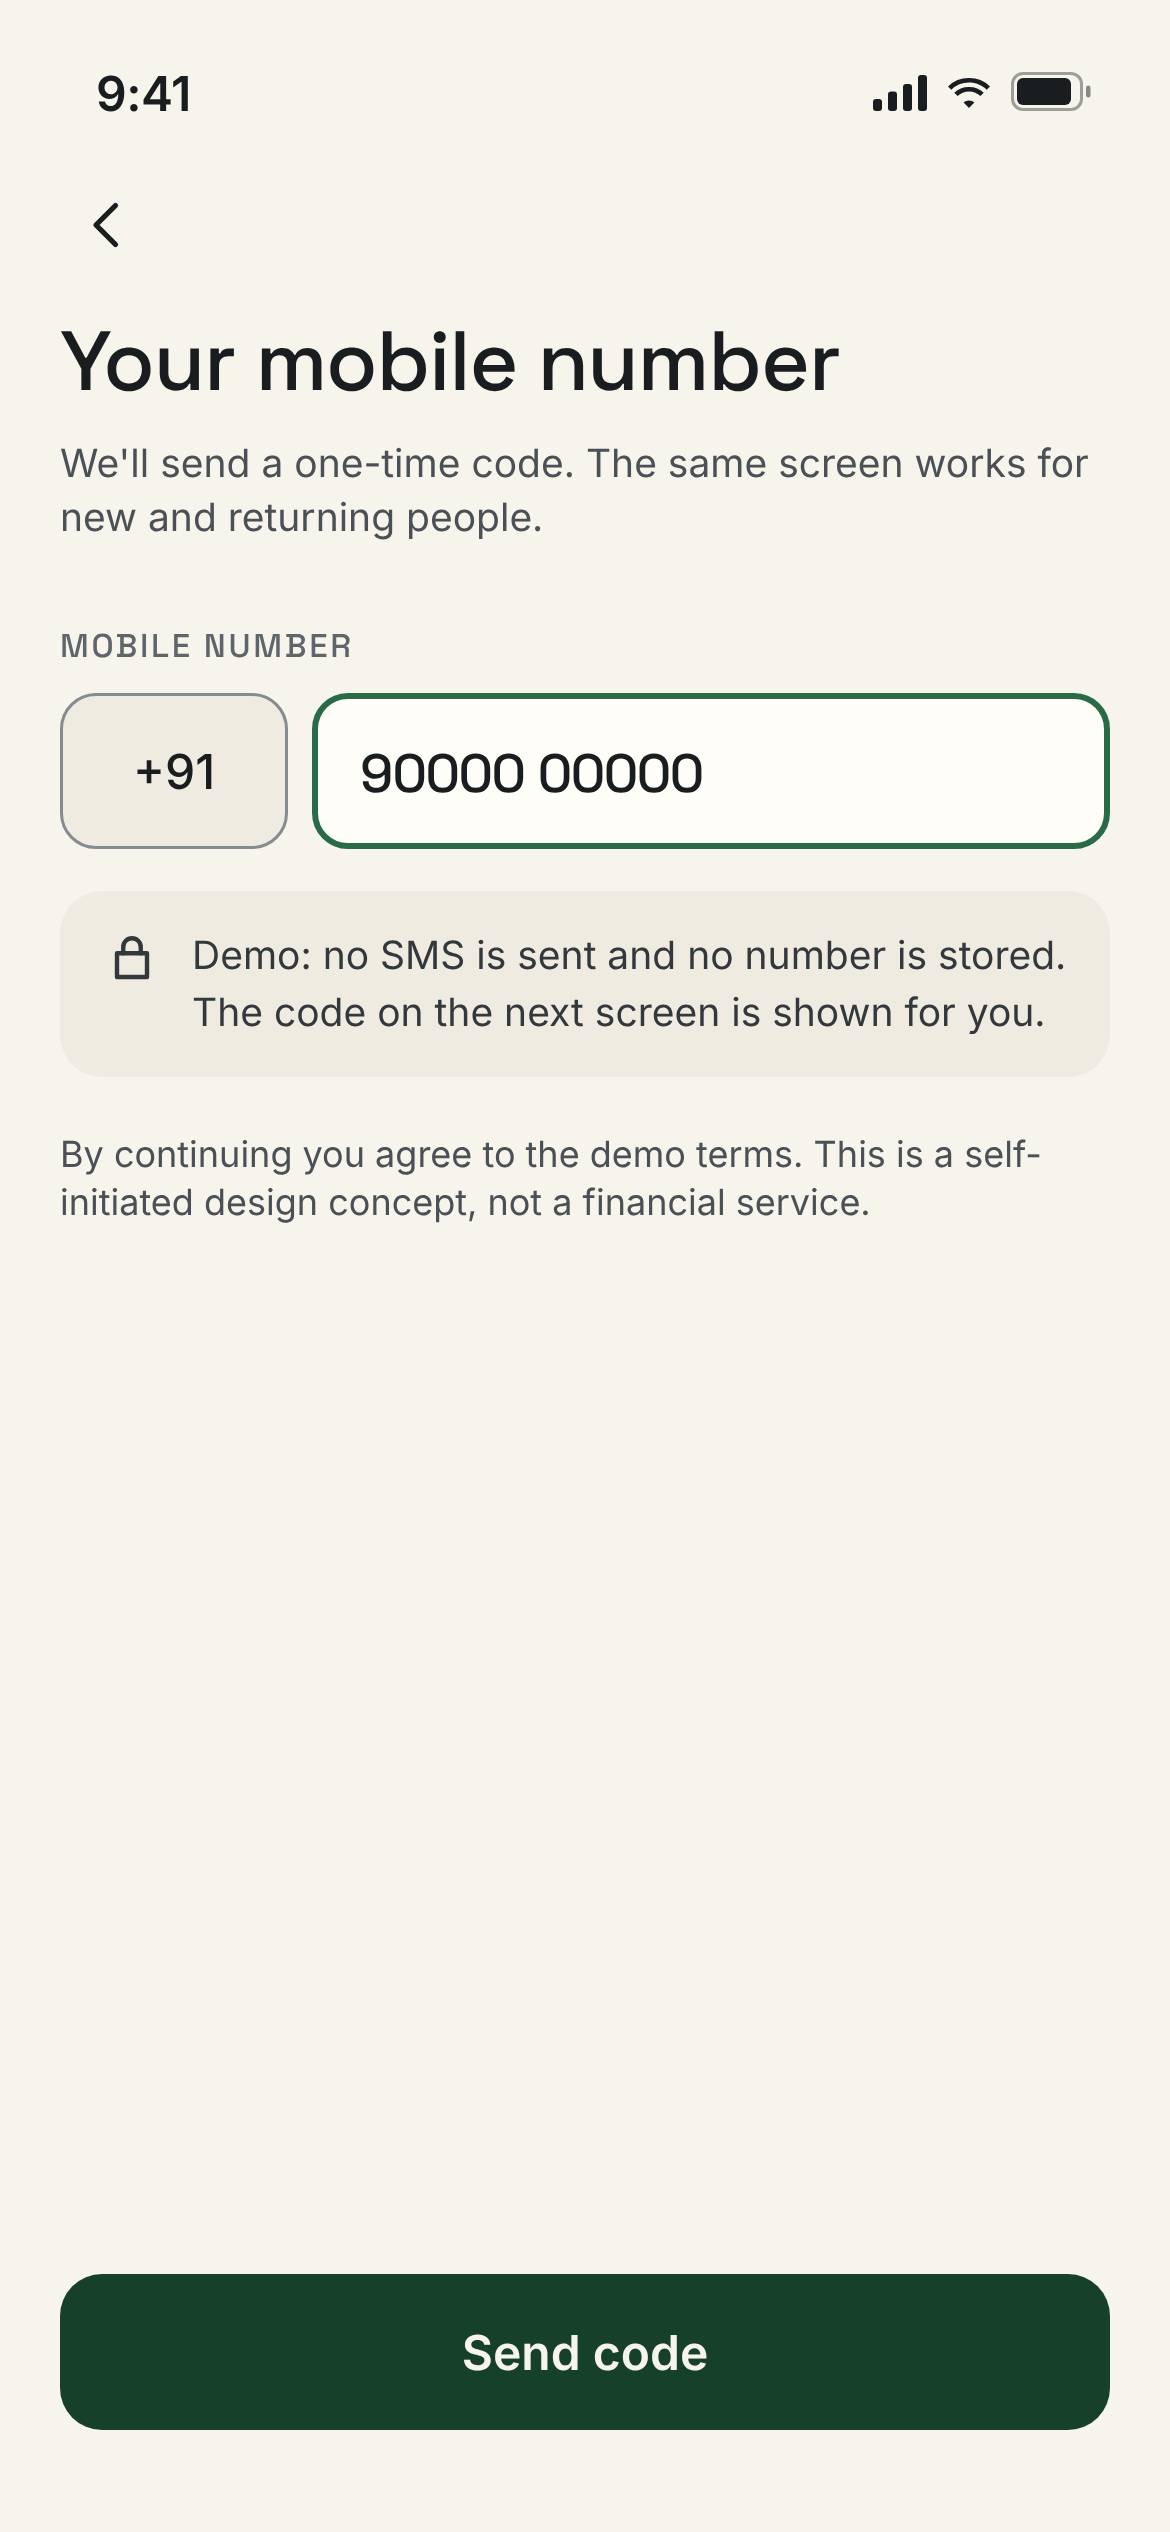 9:41
Your mobile number
We'll send a one-time code. The same screen works for
new and returning people.
MOBILE NUMBER
+91
90000 00000
Demo: no SMS is sent and no number is stored.
The code on the next screen is shown for you.
By continuing you agree to the demo terms. This is a self-
initiated design concept, not a financial service.
Send code